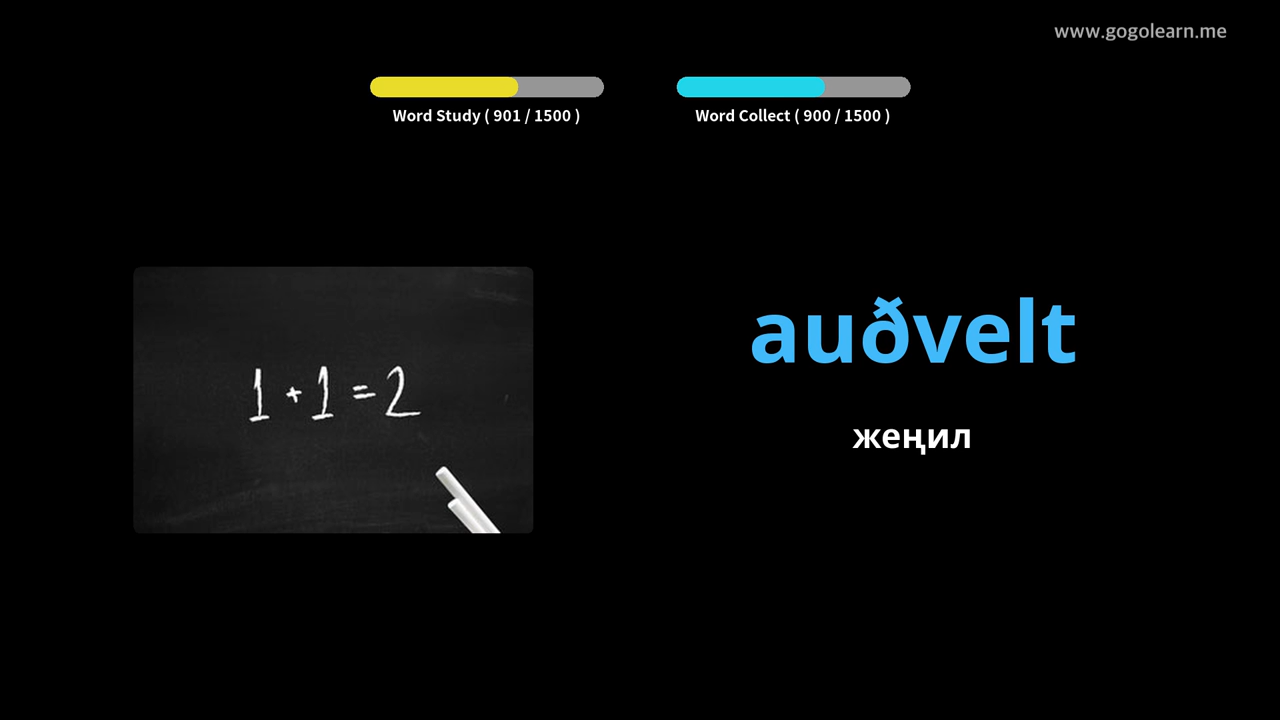 www.gogolearn.me
Word Study ( 901 / 1500 )
Word Collect ( 900 / 1500 )
1 + 1 = 2
auðvelt
жеңил